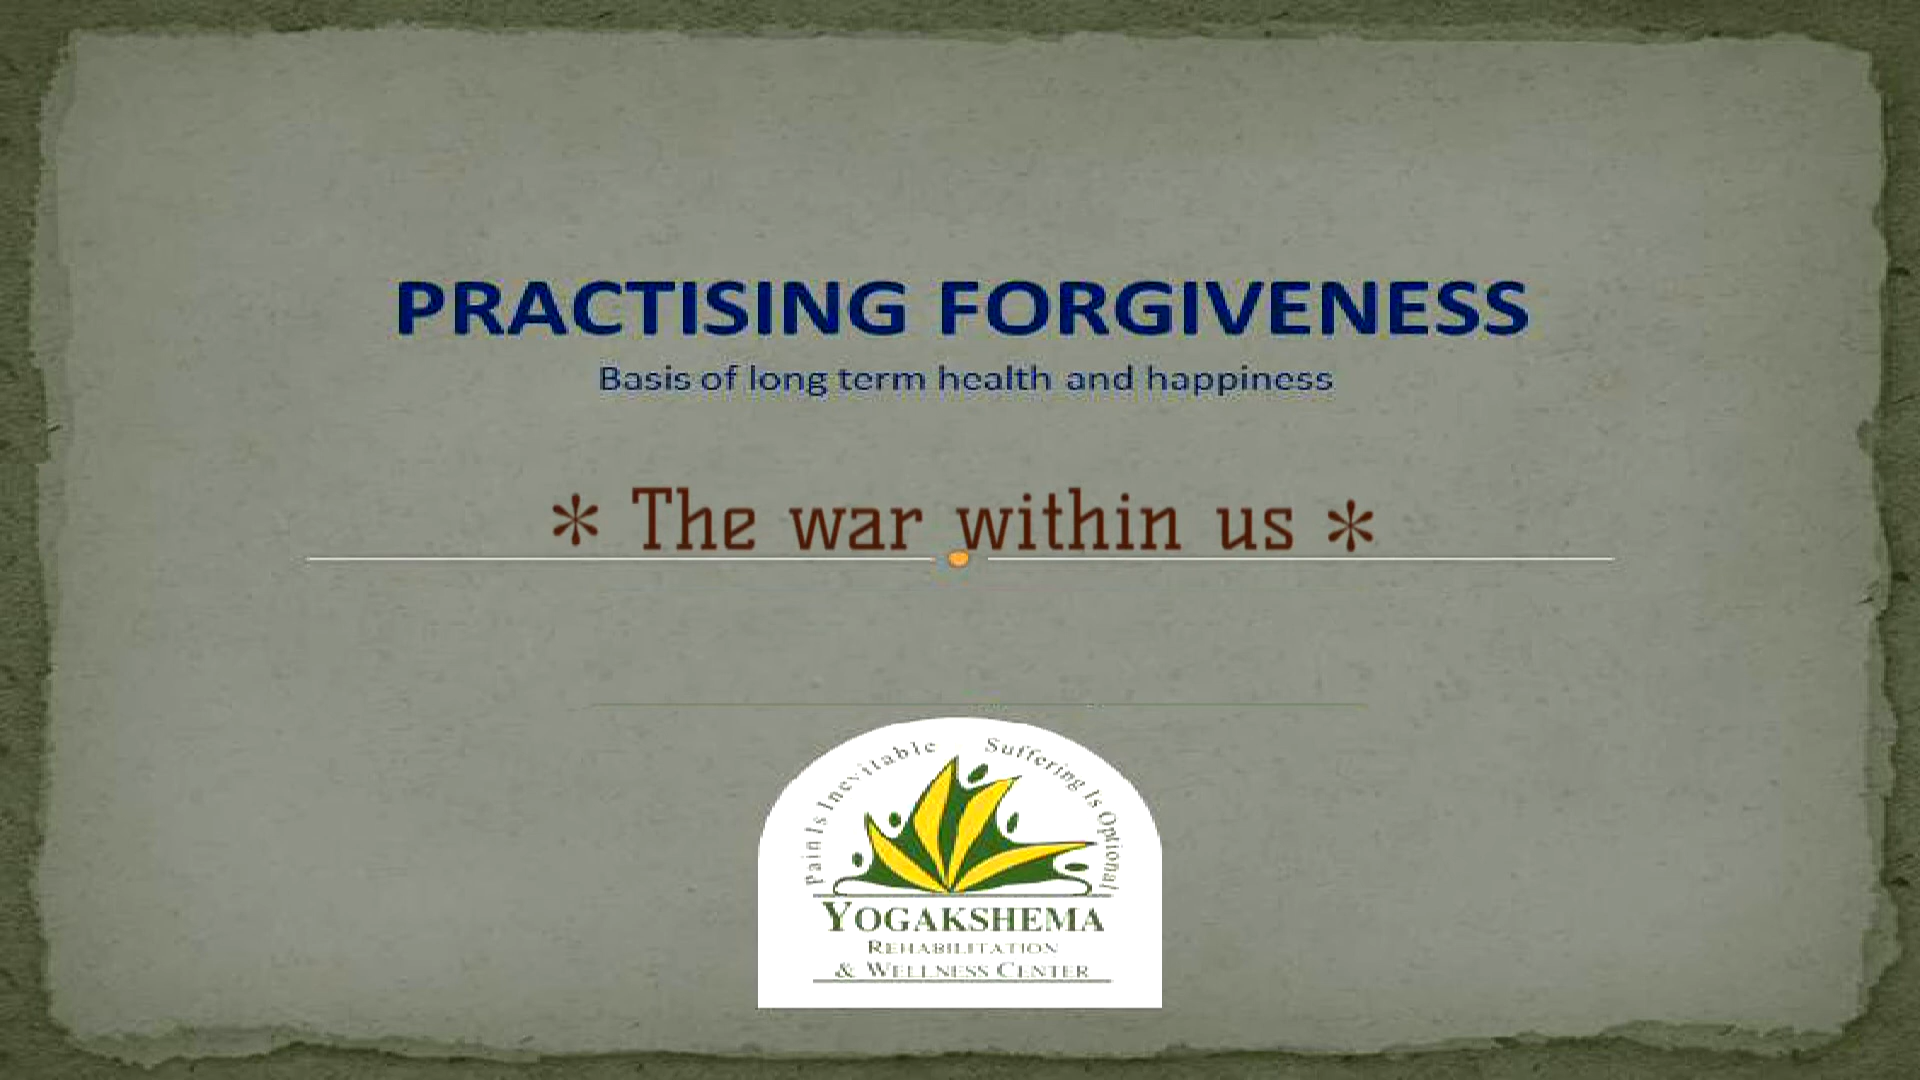 PRACTISING FORGIVENESS
Basis of long term health and happiness
* The war within us *
Pain Is Inevitable Suffering Is Optional
YOGAKSHEMA
REHABILITATION
& WELLNESS CENTER